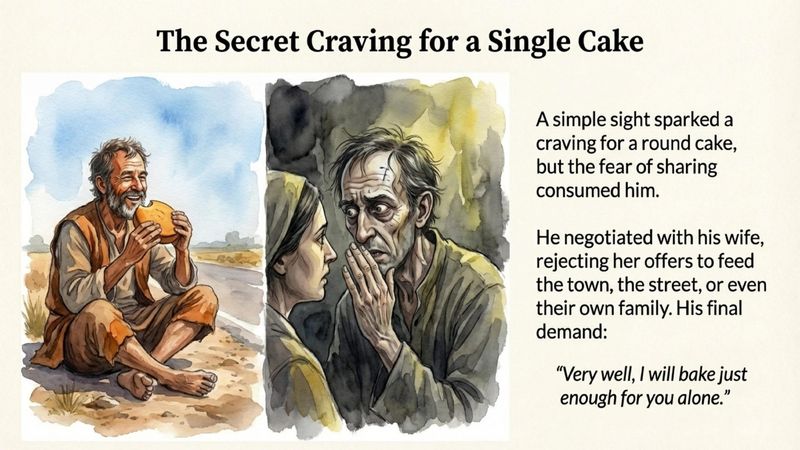 The Secret Craving for a Single Cake
A simple sight sparked a
craving for a round cake,
but the fear of sharing
consumed him.
He negotiated with his wife,
rejecting her offers to feed
the town, the street, or even
their own family. His final
demand:
“Very well, I will bake just
enough for you alone.”